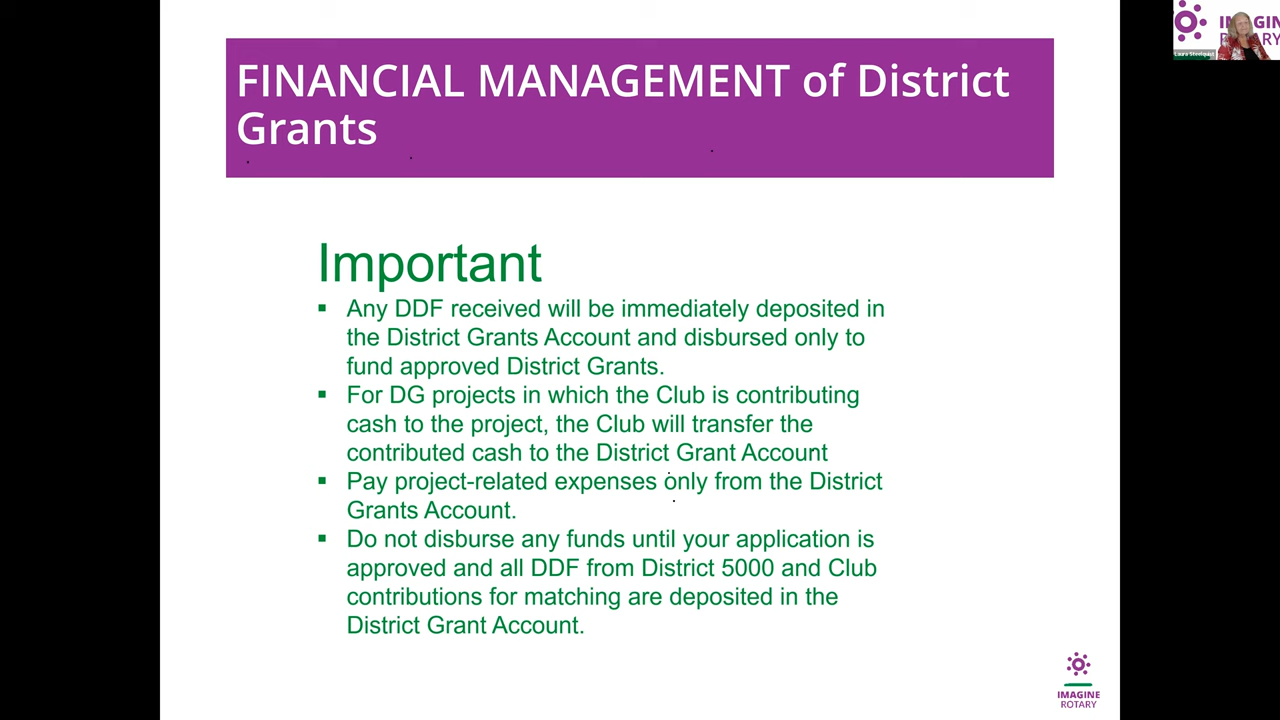 FINANCIAL MANAGEMENT of District
Grants
Important
▪ Any DDF received will be immediately deposited in
the District Grants Account and disbursed only to
fund approved District Grants.
▪ For DG projects in which the Club is contributing
cash to the project, the Club will transfer the
contributed cash to the District Grant Account
▪ Pay project-related expenses only from the District
Grants Account.
▪ Do not disburse any funds until your application is
approved and all DDF from District 5000 and Club
contributions for matching are deposited in the
District Grant Account.
IMAGINE
ROTARY
Laura Steelquist